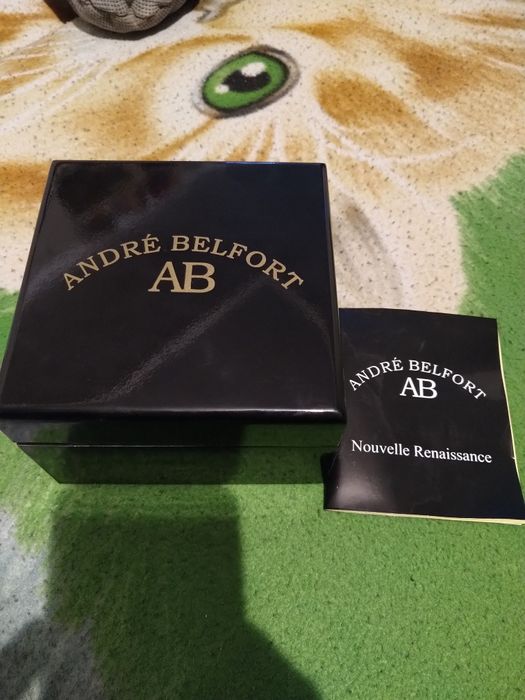 ANDRÉ BELFORT
AB
ANDRÉ BELFORT
AB
Nouvelle Renaissance